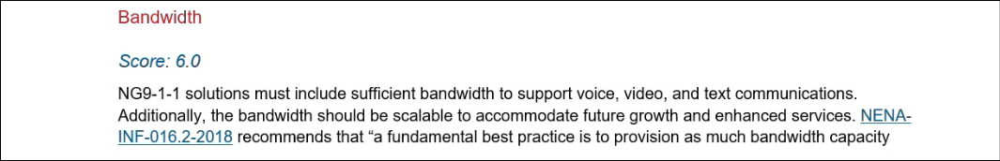 Bandwidth
Score: 6.0
NG9-1-1 solutions must include sufficient bandwidth to support voice, video, and text communications.
Additionally, the bandwidth should be scalable to accommodate future growth and enhanced services. NENA-
INF-016.2-2018 recommends that “a fundamental best practice is to provision as much bandwidth capacity